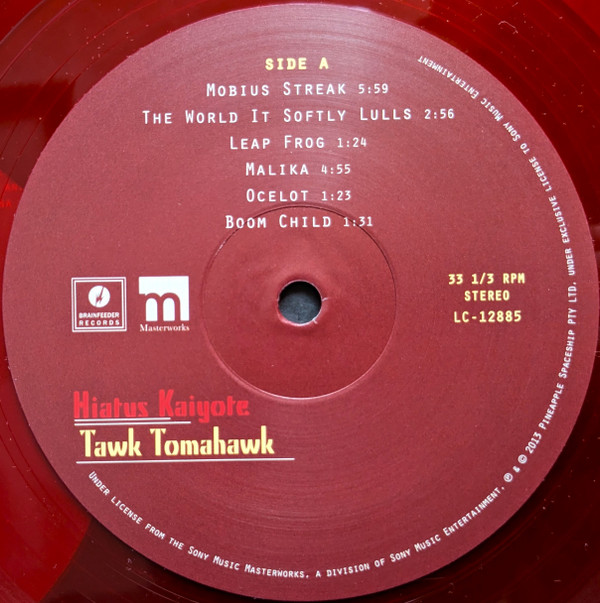 SIDE A
MOBIUS STREAK 5:59
THE WORLD IT SOFTLY LULLS 2:56
LEAP FROG 1:24
MALIKA 4:55
OCELOT 1:23
BOOM CHILD 1:31
BRAINFEEDER
RECORDS
m
Masterworks
33 1/3 RPM
STEREO
LC-12885
Hiatus Kaiyote
Tawk Tomahawk
UNDER LICENSE FROM THE SONY MUSIC MASTERWORKS, A DIVISION OF SONY MUSIC ENTERTAINMENT. ℗ & © 2013 PINEAPPLE SPACESHIP PTY LTD. UNDER EXCLUSIVE LICENSE TO SONY MUSIC ENTERTAINMENT